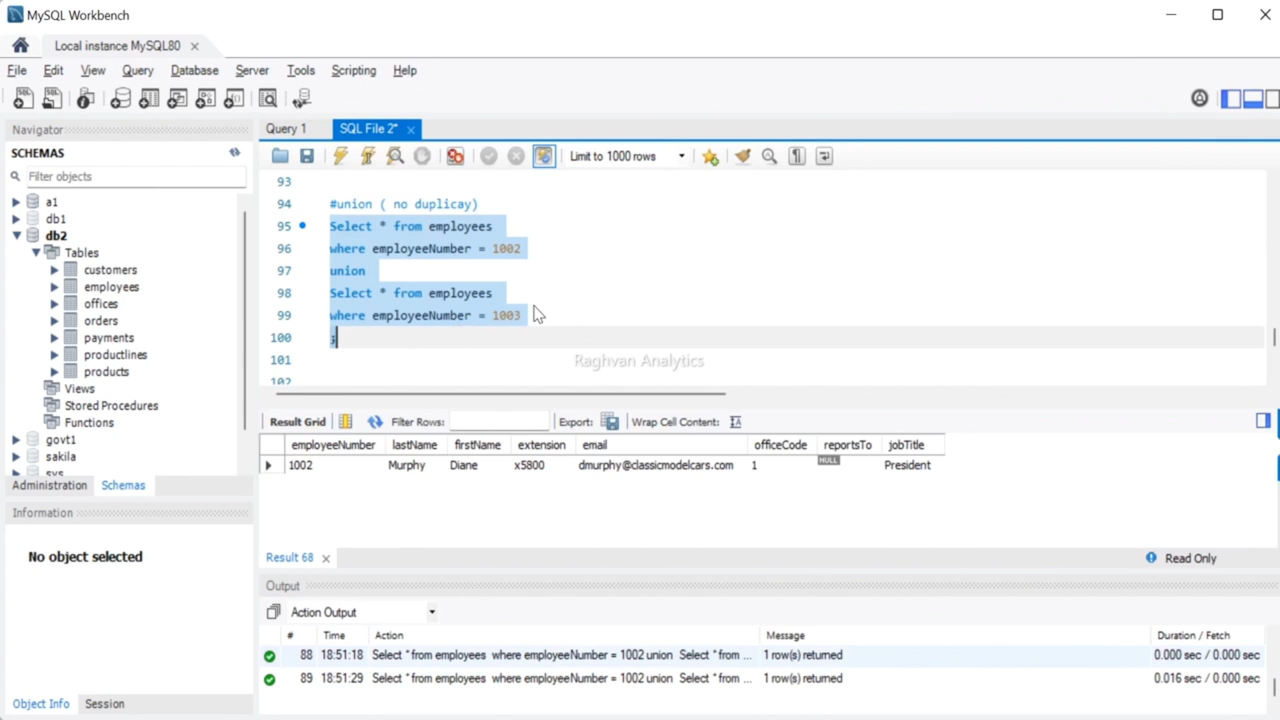 MySQL Workbench
Local instance MySQL80
File Edit View Query Database Server Tools Scripting Help
Navigator
SCHEMAS
Filter objects
a1
db1
db2
Tables
customers
employees
offices
orders
payments
productlines
products
Views
Stored Procedures
Functions
govt1
sakila
sys
Administration Schemas
Information
No object selected
Object Info Session
Query 1 SQL File 2*
Limit to 1000 rows
93
94 #union ( no duplicay)
95 Select * from employees
96 where employeeNumber = 1002
97 union
98 Select * from employees
99 where employeeNumber = 1003
100 ;
101
102
Raghvan Analytics
Result Grid Filter Rows: Export: Wrap Cell Content:
employeeNumber lastName firstName extension email officeCode reportsTo jobTitle
1002 Murphy Diane x5800 dmurphy@classicmodelcars.com 1 NULL President
Result 68 Read Only
Output
Action Output
# Time Action Message Duration / Fetch
88 18:51:18 Select * from employees where employeeNumber = 1002 union Select * from ... 1 row(s) returned 0.000 sec / 0.000 sec
89 18:51:29 Select * from employees where employeeNumber = 1002 union Select * from ... 1 row(s) returned 0.016 sec / 0.000 sec